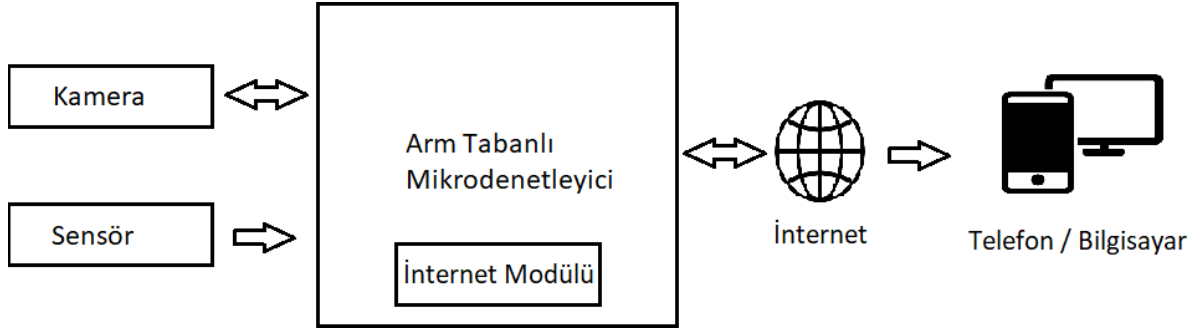 Kamera
Sensör
Arm Tabanlı
Mikrodenetleyici
İnternet Modülü
İnternet
Telefon / Bilgisayar